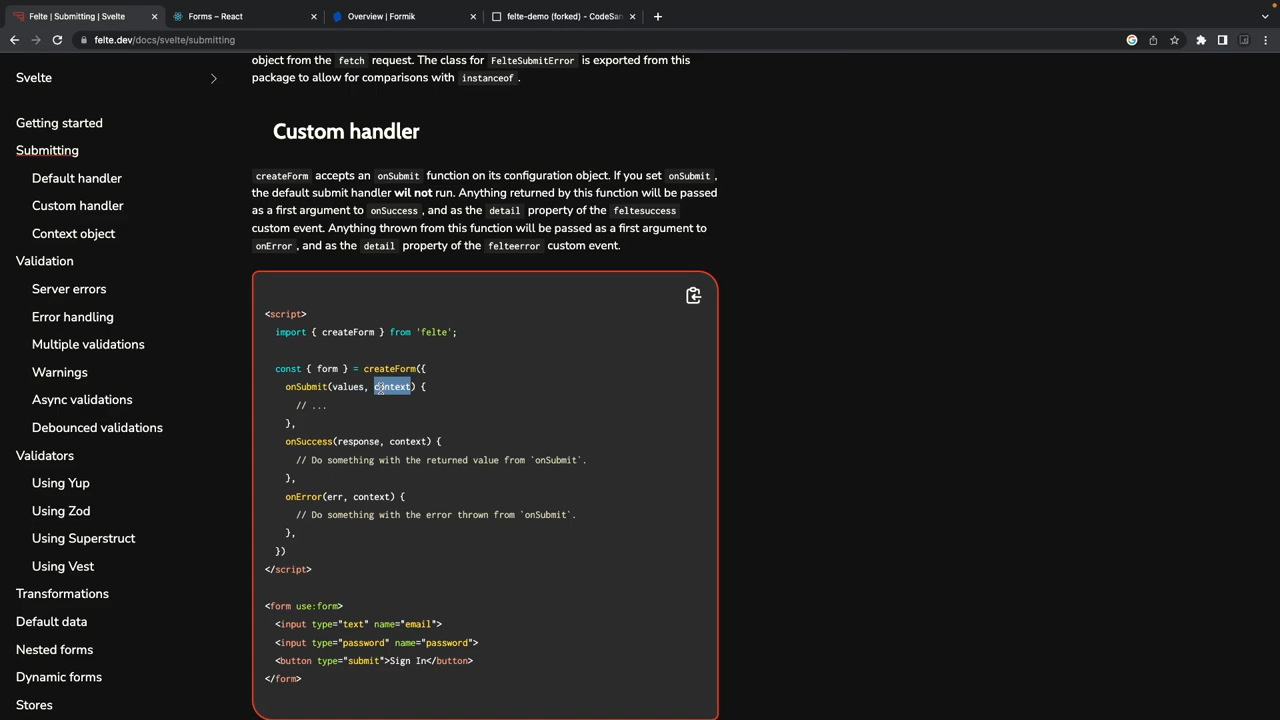 Felte | Submitting | Svelte
Forms – React
Overview | Formik
felte-demo (forked) - CodeSan
felte.dev/docs/svelte/submitting
object from the fetch request. The class for FelteSubmitError is exported from this
package to allow for comparisons with instanceof .
Svelte
Getting started
Submitting
Default handler
Custom handler
Context object
Validation
Server errors
Error handling
Multiple validations
Warnings
Async validations
Debounced validations
Validators
Using Yup
Using Zod
Using Superstruct
Using Vest
Transformations
Default data
Nested forms
Dynamic forms
Stores
Custom handler
createForm accepts an onSubmit function on its configuration object. If you set onSubmit ,
the default submit handler wil not run. Anything returned by this function will be passed
as a first argument to onSuccess , and as the detail property of the feltesuccess
custom event. Anything thrown from this function will be passed as a first argument to
onError , and as the detail property of the felteerror custom event.
<script>
import { createForm } from 'felte';
const { form } = createForm({
onSubmit(values, context) {
// ...
},
onSuccess(response, context) {
// Do something with the returned value from `onSubmit`.
},
onError(err, context) {
// Do something with the error thrown from `onSubmit`.
},
})
</script>
<form use:form>
<input type="text" name="email">
<input type="password" name="password">
<button type="submit">Sign In</button>
</form>